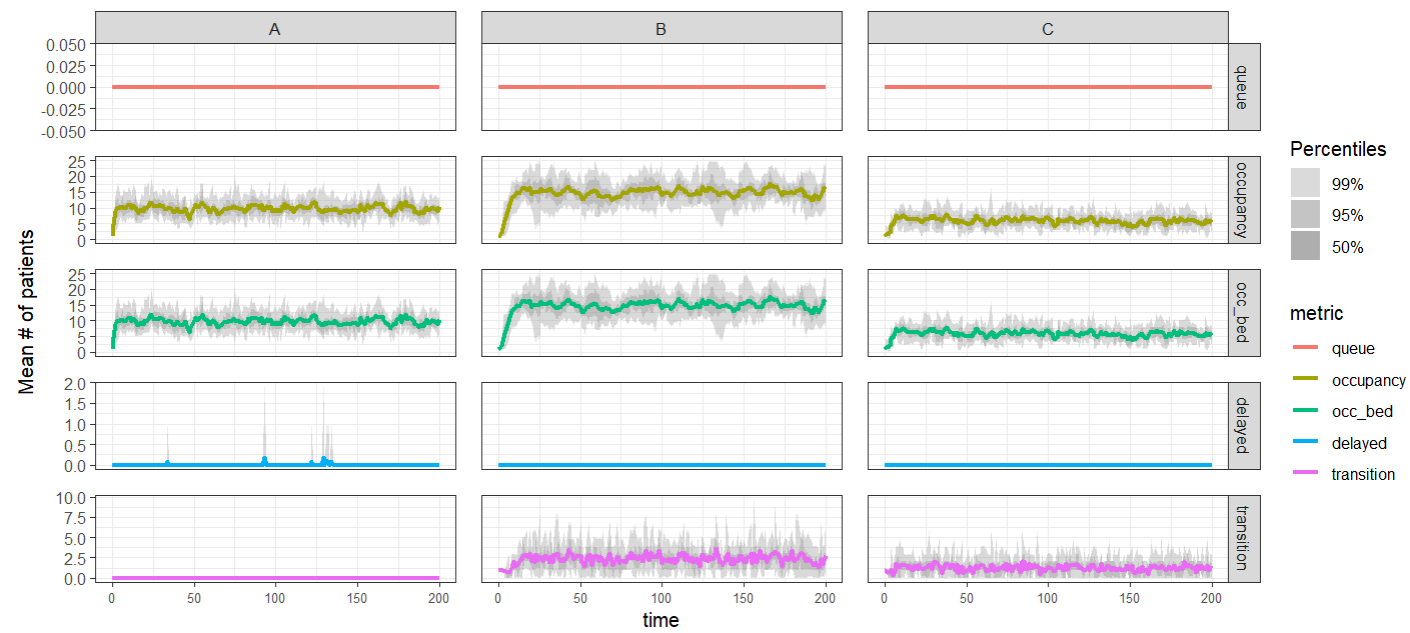 A B C
0.050
0.025
0.000
-0.025
-0.050
queue
25
20
15
10
5
0
occupancy
25
20
15
10
5
0
occ_bed
2.0
1.5
1.0
0.5
0.0
delayed
10.0
7.5
5.0
2.5
0.0
transition
0 50 100 150 200 0 50 100 150 200 0 50 100 150 200
time
Mean # of patients
Percentiles
99%
95%
50%
metric
queue
occupancy
occ_bed
delayed
transition